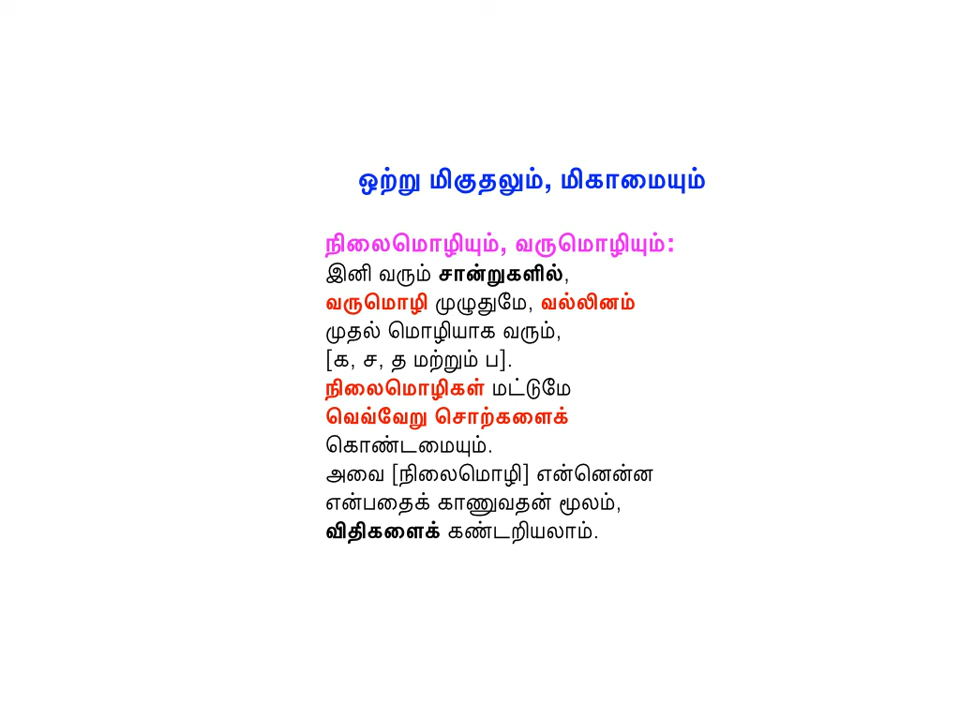 ஒற்று மிகுதலும், மிகாமையும்
நிலைமொழியும், வருமொழியும்:
இனி வரும் சான்றுகளில்,
வருமொழி முழுதுமே, வல்லினம்
முதல் மொழியாக வரும்,
[க, ச, த மற்றும் ப].
நிலைமொழிகள் மட்டுமே
வெவ்வேறு சொற்களைக்
கொண்டமையும்.
அவை [நிலைமொழி] என்னென்ன
என்பதைக் காணுவதன் மூலம்,
விதிகளைக் கண்டறியலாம்.